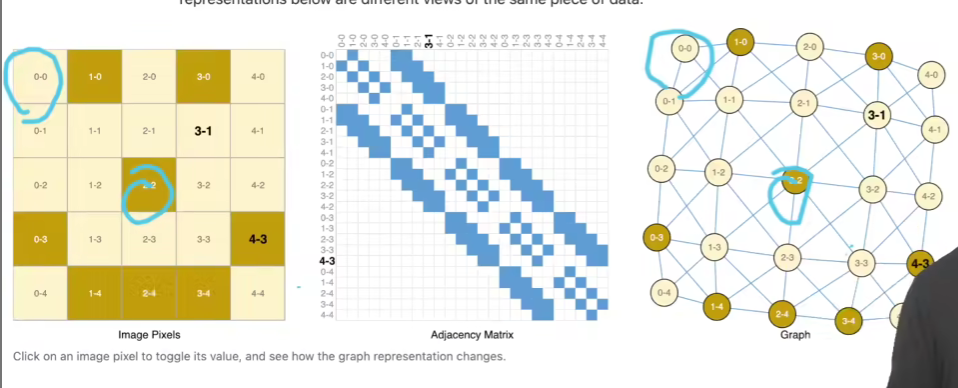 representations below are different views of the same piece of data.
0-0 1-0 2-0 3-0 4-0
0-1 1-1 2-1 3-1 4-1
0-2 1-2 2-2 3-2 4-2
0-3 1-3 2-3 3-3 4-3
0-4 1-4 2-4 3-4 4-4
Image Pixels
0-0 1-0 2-0 3-0 4-0 0-1 1-1 2-1 3-1 4-1 0-2 1-2 2-2 3-2 4-2 0-3 1-3 2-3 3-3 4-3 0-4 1-4 2-4 3-4 4-4
0-0
1-0
2-0
3-0
4-0
0-1
1-1
2-1
3-1
4-1
0-2
1-2
2-2
3-2
4-2
0-3
1-3
2-3
3-3
4-3
0-4
1-4
2-4
3-4
4-4
Adjacency Matrix
0-0 1-0 2-0 3-0 4-0
0-1 1-1 2-1 3-1 4-1
0-2 1-2 2-2 3-2 4-2
0-3 1-3 2-3 3-3 4-3
0-4 1-4 2-4 3-4
Graph
Click on an image pixel to toggle its value, and see how the graph representation changes.